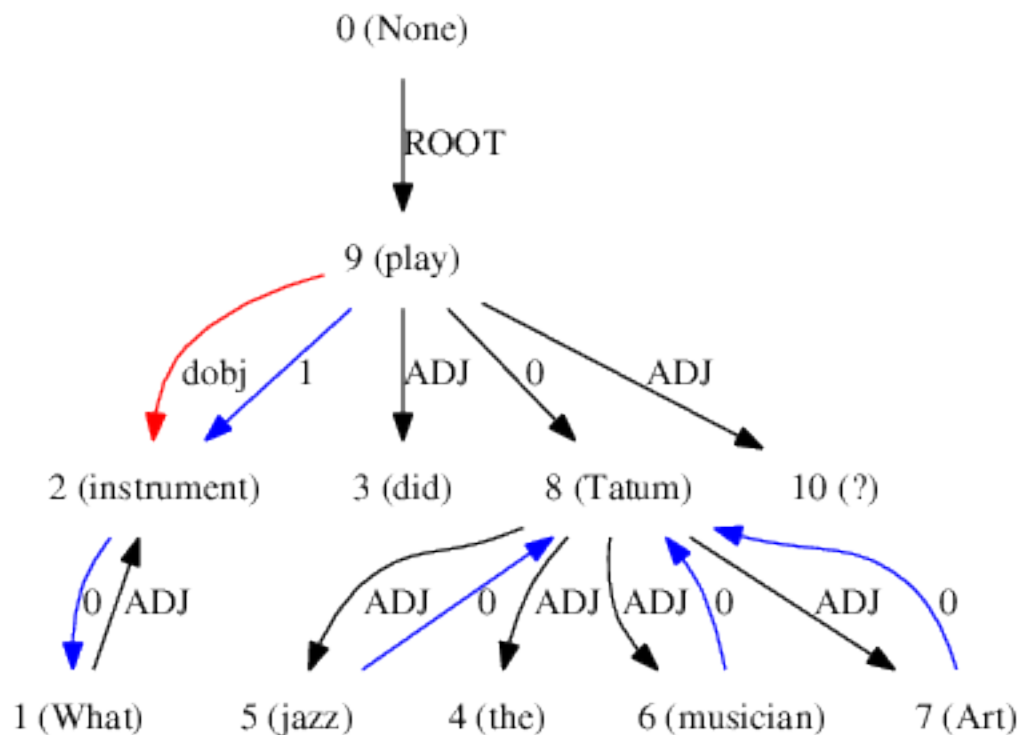 0 (None)
ROOT
9 (play)
dobj 1 ADJ 0 ADJ
2 (instrument) 3 (did) 8 (Tatum) 10 (?)
0 ADJ ADJ 0 ADJ ADJ 0 ADJ 0
1 (What) 5 (jazz) 4 (the) 6 (musician) 7 (Art)